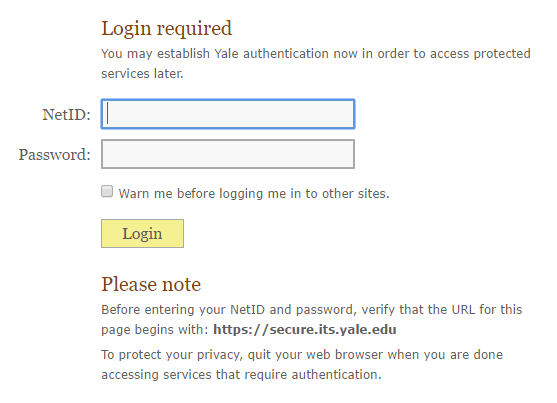 Login required
You may establish Yale authentication now in order to access protected
services later.
NetID:
Password:
Warn me before logging me in to other sites.
Login
Please note
Before entering your NetID and password, verify that the URL for this
page begins with: https://secure.its.yale.edu
To protect your privacy, quit your web browser when you are done
accessing services that require authentication.